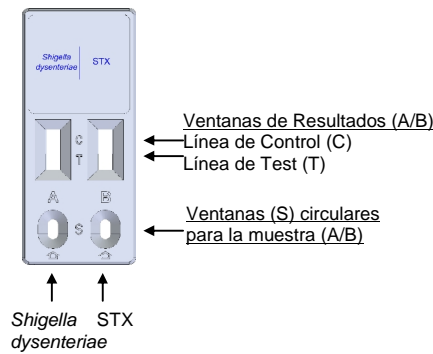 Shigella STX
dysenteriae
Ventanas de Resultados (A/B)
C
Línea de Control (C)
T
Línea de Test (T)
A B
S
Ventanas (S) circulares
para la muestra (A/B)
Shigella STX
dysenteriae